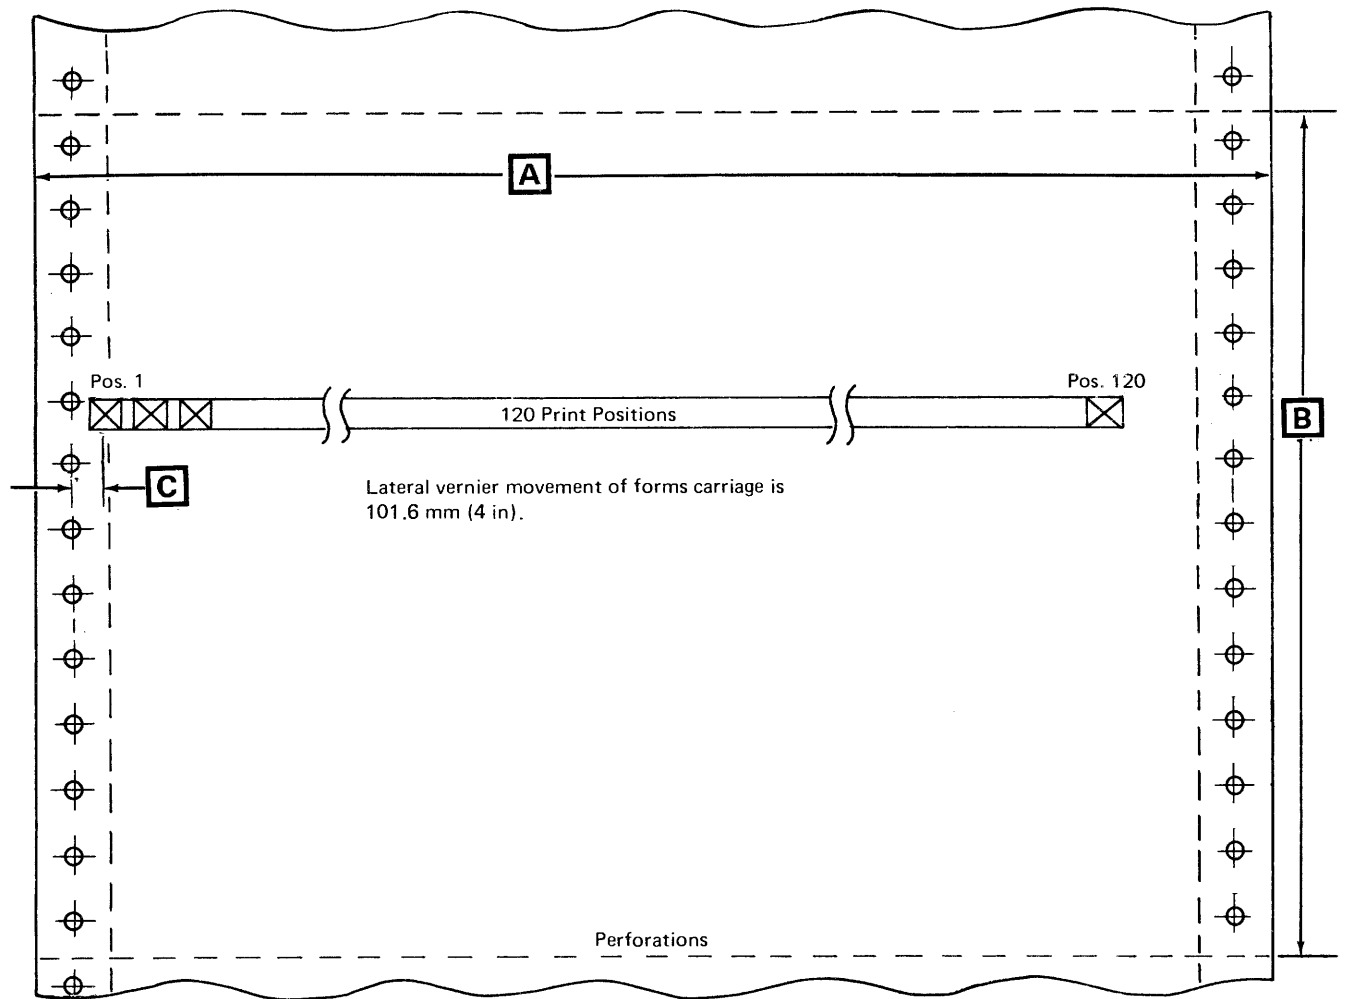 A
Pos. 1
Pos. 120
120 Print Positions
B
C
Lateral vernier movement of forms carriage is
101.6 mm (4 in).
Perforations